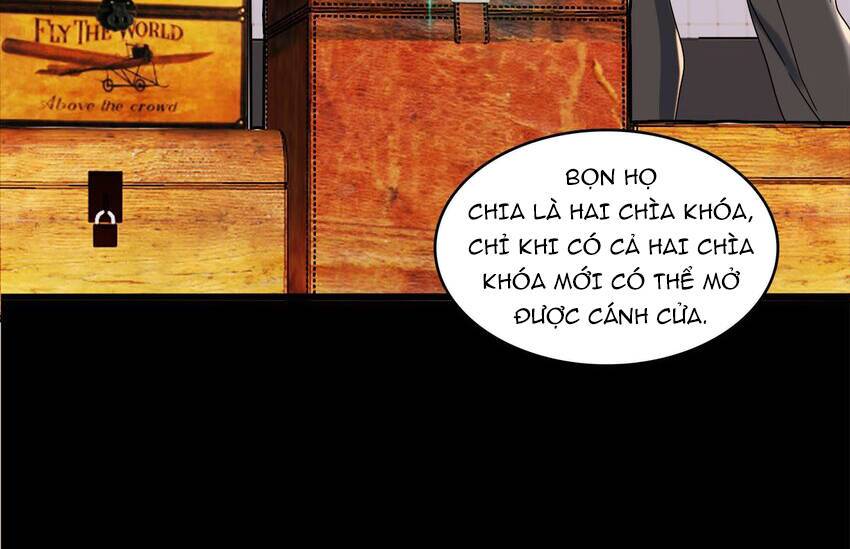 FLY THE WORLD
Above the crowd
BỌN HỌ
CHIA LÀ HAI CHÌA KHÓA,
CHỈ KHI CÓ CẢ HAI CHÌA
KHÓA MỚI CÓ THỂ MỞ
ĐƯỢC CÁNH CỬA.